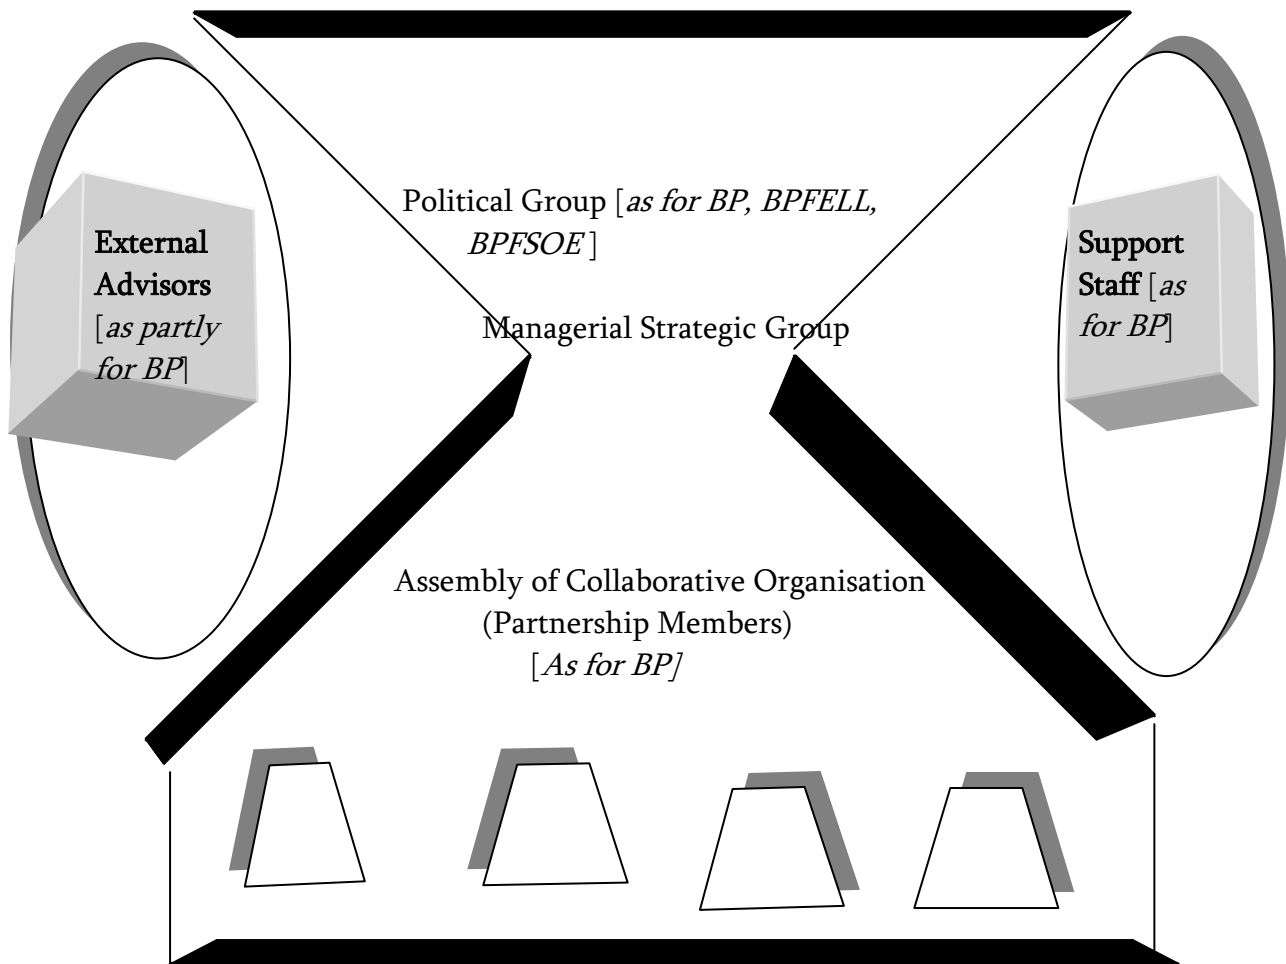 Political Group [as for BP, BPFELL,
BPFSOE ]
External
Advisors
[as partly
for BP]
Support
Staff [as
for BP]
Managerial Strategic Group
Assembly of Collaborative Organisation
(Partnership Members)
[As for BP]